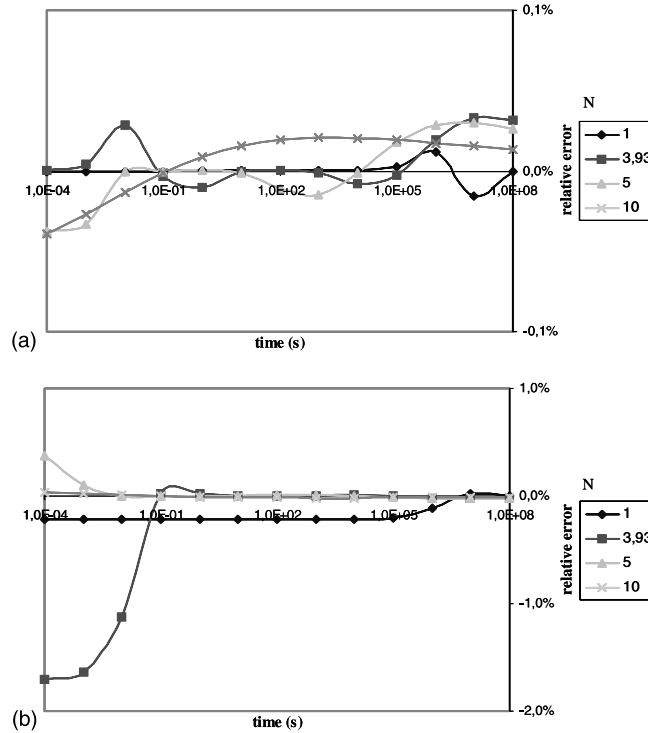 0,1%
N
1
3,93
5
10
relative error
0,0%
1,0E-04
1,0E-01
1,0E+02
1,0E+05
1,0E+08
-0,1%
time (s)
(a)
1,0%
N
1
3,93
5
10
relative error
0,0%
1,0E-04
1,0E-01
1,0E+02
1,0E+05
1,0E+08
-1,0%
-2,0%
time (s)
(b)